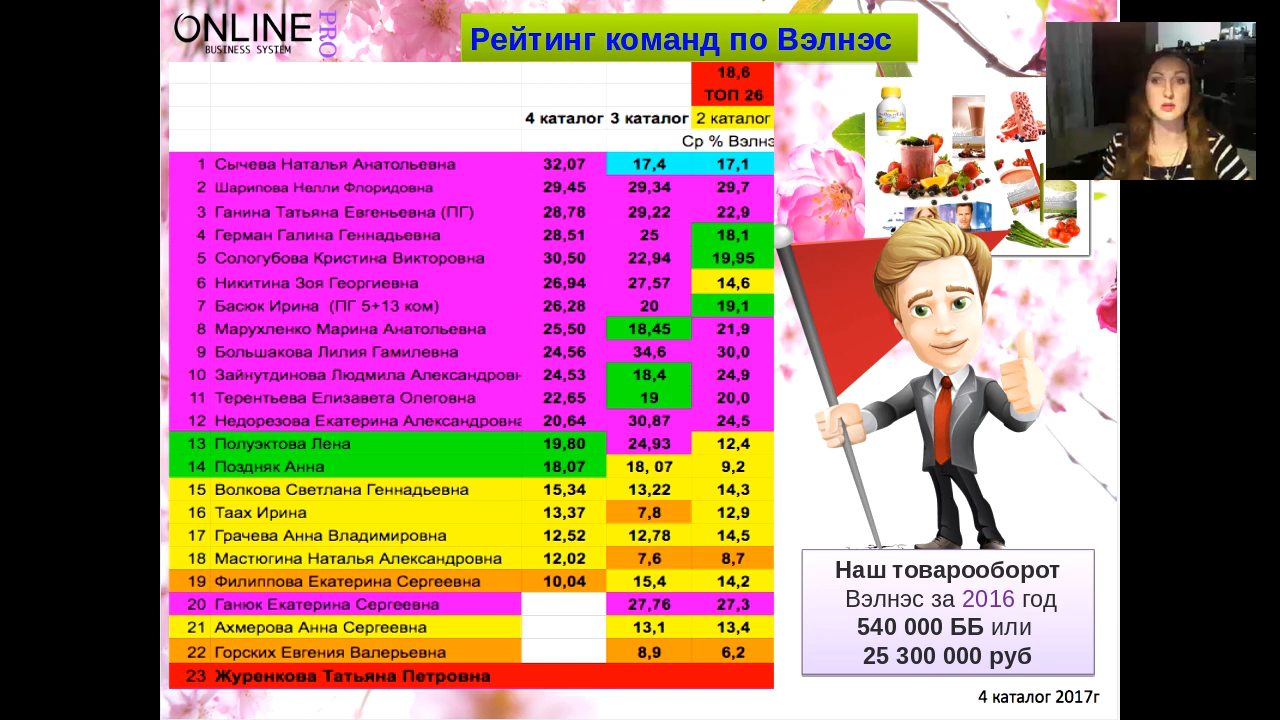 ONLINE PRO
BUSINESS SYSTEM
Рейтинг команд по Вэлнэс
18,6
ТОП 26
4 каталог 3 каталог 2 каталог
Ср % Вэлнэ
1 Сычева Наталья Анатольевна 32,07 17,4 17,1
2 Шарипова Нелли Флоридовна 29,45 29,34 29,7
3 Ганина Татьяна Евгеньевна (ПГ) 28,78 29,22 22,9
4 Герман Галина Геннадьевна 28,51 25 18,1
5 Сологубова Кристина Викторовна 30,50 22,94 19,95
6 Никитина Зоя Георгиевна 26,94 27,57 14,6
7 Басюк Ирина (ПГ 5+13 ком) 26,28 20 19,1
8 Марухленко Марина Анатольевна 25,50 18,45 21,9
9 Большакова Лилия Гамилевна 24,56 34,6 30,0
10 Зайнутдинова Людмила Александровн 24,53 18,4 24,9
11 Терентьева Елизавета Олеговна 22,65 19 20,0
12 Недорезова Екатерина Александровна 20,64 30,87 24,5
13 Полуэктова Лена 19,80 24,93 12,4
14 Поздняк Анна 18,07 18, 07 9,2
15 Волкова Светлана Геннадьевна 15,34 13,22 14,3
16 Таах Ирина 13,37 7,8 12,9
17 Грачева Анна Владимировна 12,52 12,78 14,5
18 Мастюгина Наталья Александровна 12,02 7,6 8,7
19 Филиппова Екатерина Сергеевна 10,04 15,4 14,2
20 Ганюк Екатерина Сергеевна 27,76 27,3
21 Ахмерова Анна Сергеевна 13,1 13,4
22 Горских Евгения Валерьевна 8,9 6,2
23 Журенкова Татьяна Петровна
Наш товарооборот
Вэлнэс за 2016 год
540 000 ББ или
25 300 000 руб
4 каталог 2017г